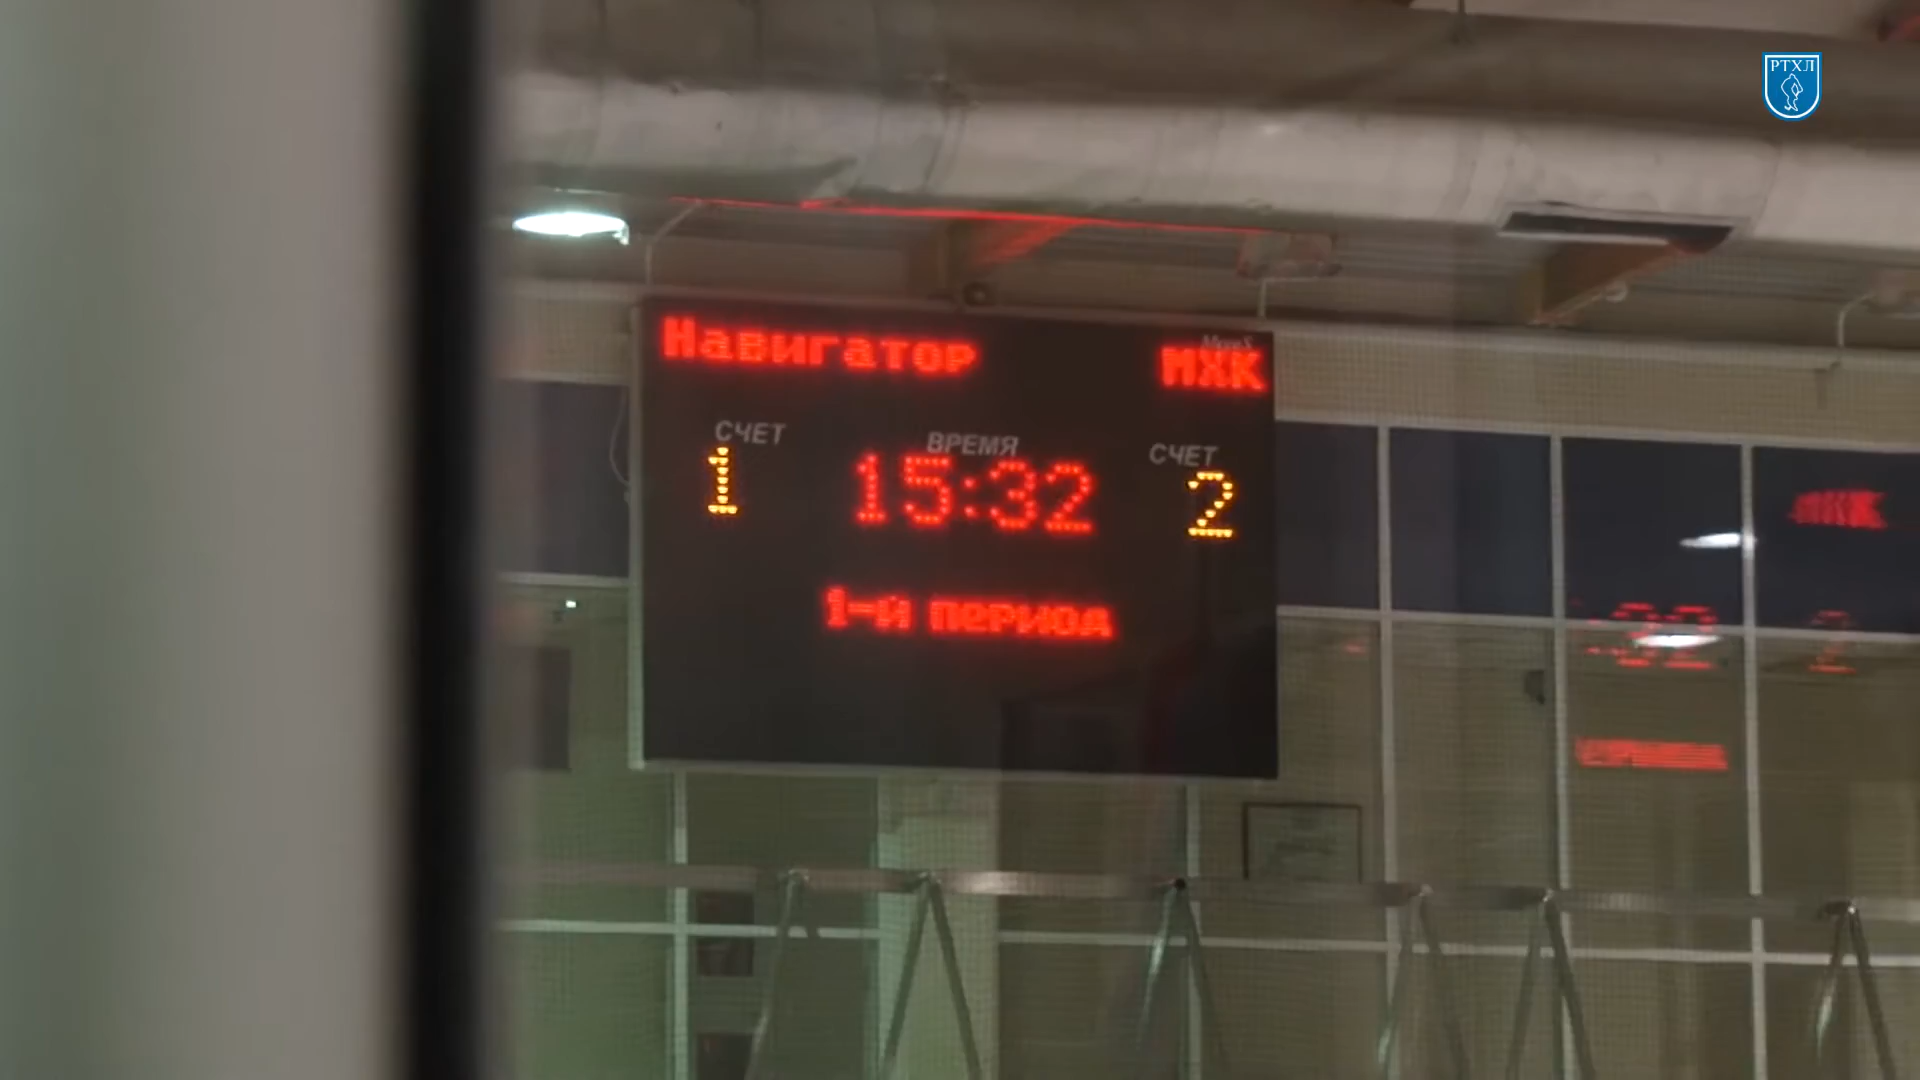 РТХЛ
Навигатор
МХК
СЧЕТ
ВРЕМЯ
СЧЕТ
1
15:32
2
1-й период